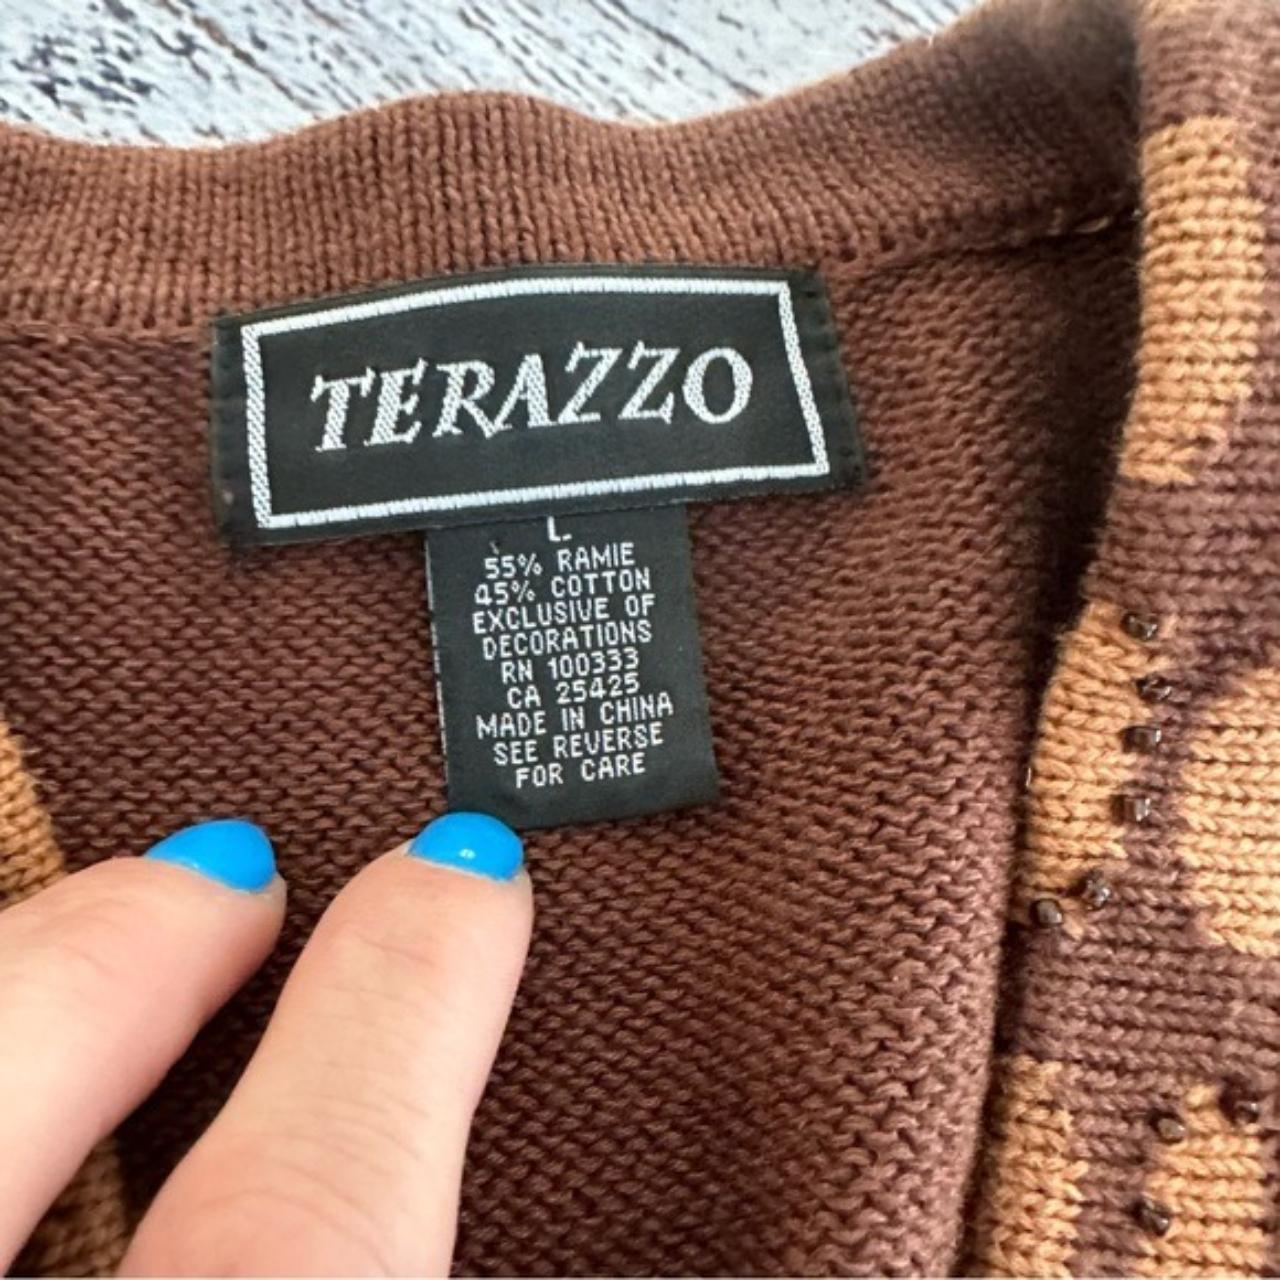 TERAZZO
L
55% RAMIE
45% COTTON
EXCLUSIVE OF
DECORATIONS
RN 100333
CA 25425
MADE IN CHINA
SEE REVERSE
FOR CARE